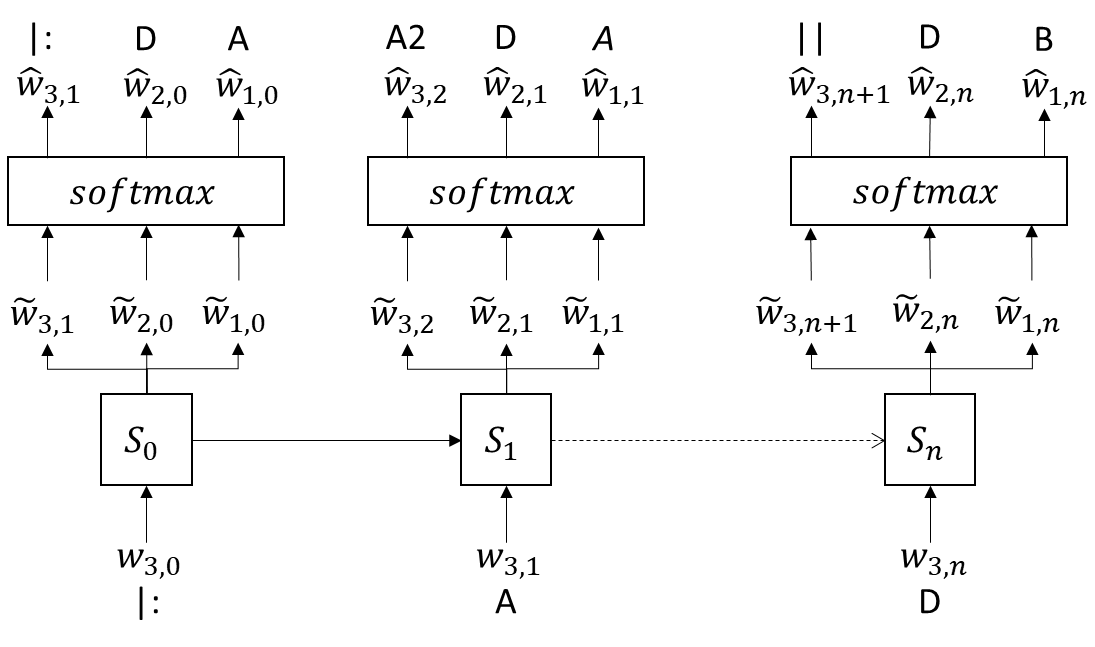 |: D A A2 D A || D B
ŵ₃,₁ ŵ₂,₀ ŵ₁,₀ ŵ₃,₂ ŵ₂,₁ ŵ₁,₁ ŵ₃,ₙ₊₁ ŵ₂,ₙ ŵ₁,ₙ
softmax softmax softmax
w̃₃,₁ w̃₂,₀ w̃₁,₀ w̃₃,₂ w̃₂,₁ w̃₁,₁ w̃₃,ₙ₊₁ w̃₂,ₙ w̃₁,ₙ
S₀ S₁ Sₙ
w₃,₀ w₃,₁ w₃,ₙ
|: A D